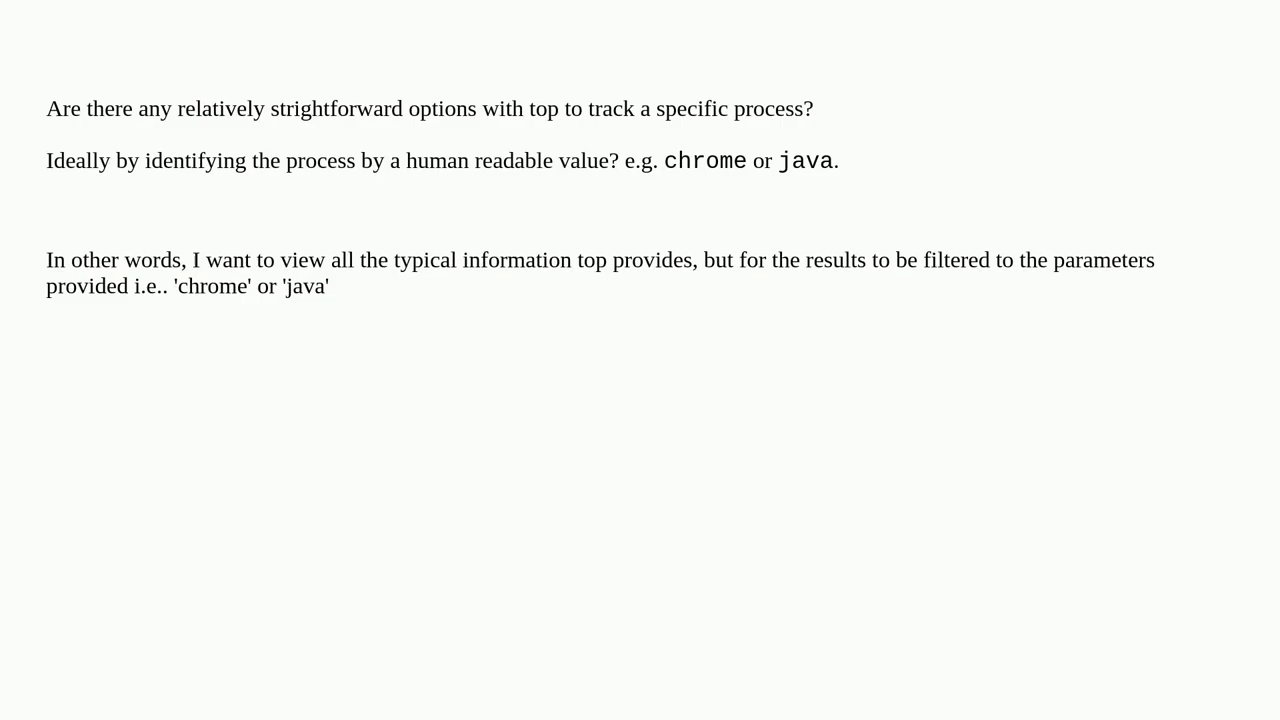 Are there any relatively strightforward options with top to track a specific process?
Ideally by identifying the process by a human readable value? e.g. chrome or java.
In other words, I want to view all the typical information top provides, but for the results to be filtered to the parameters
provided i.e.. 'chrome' or 'java'